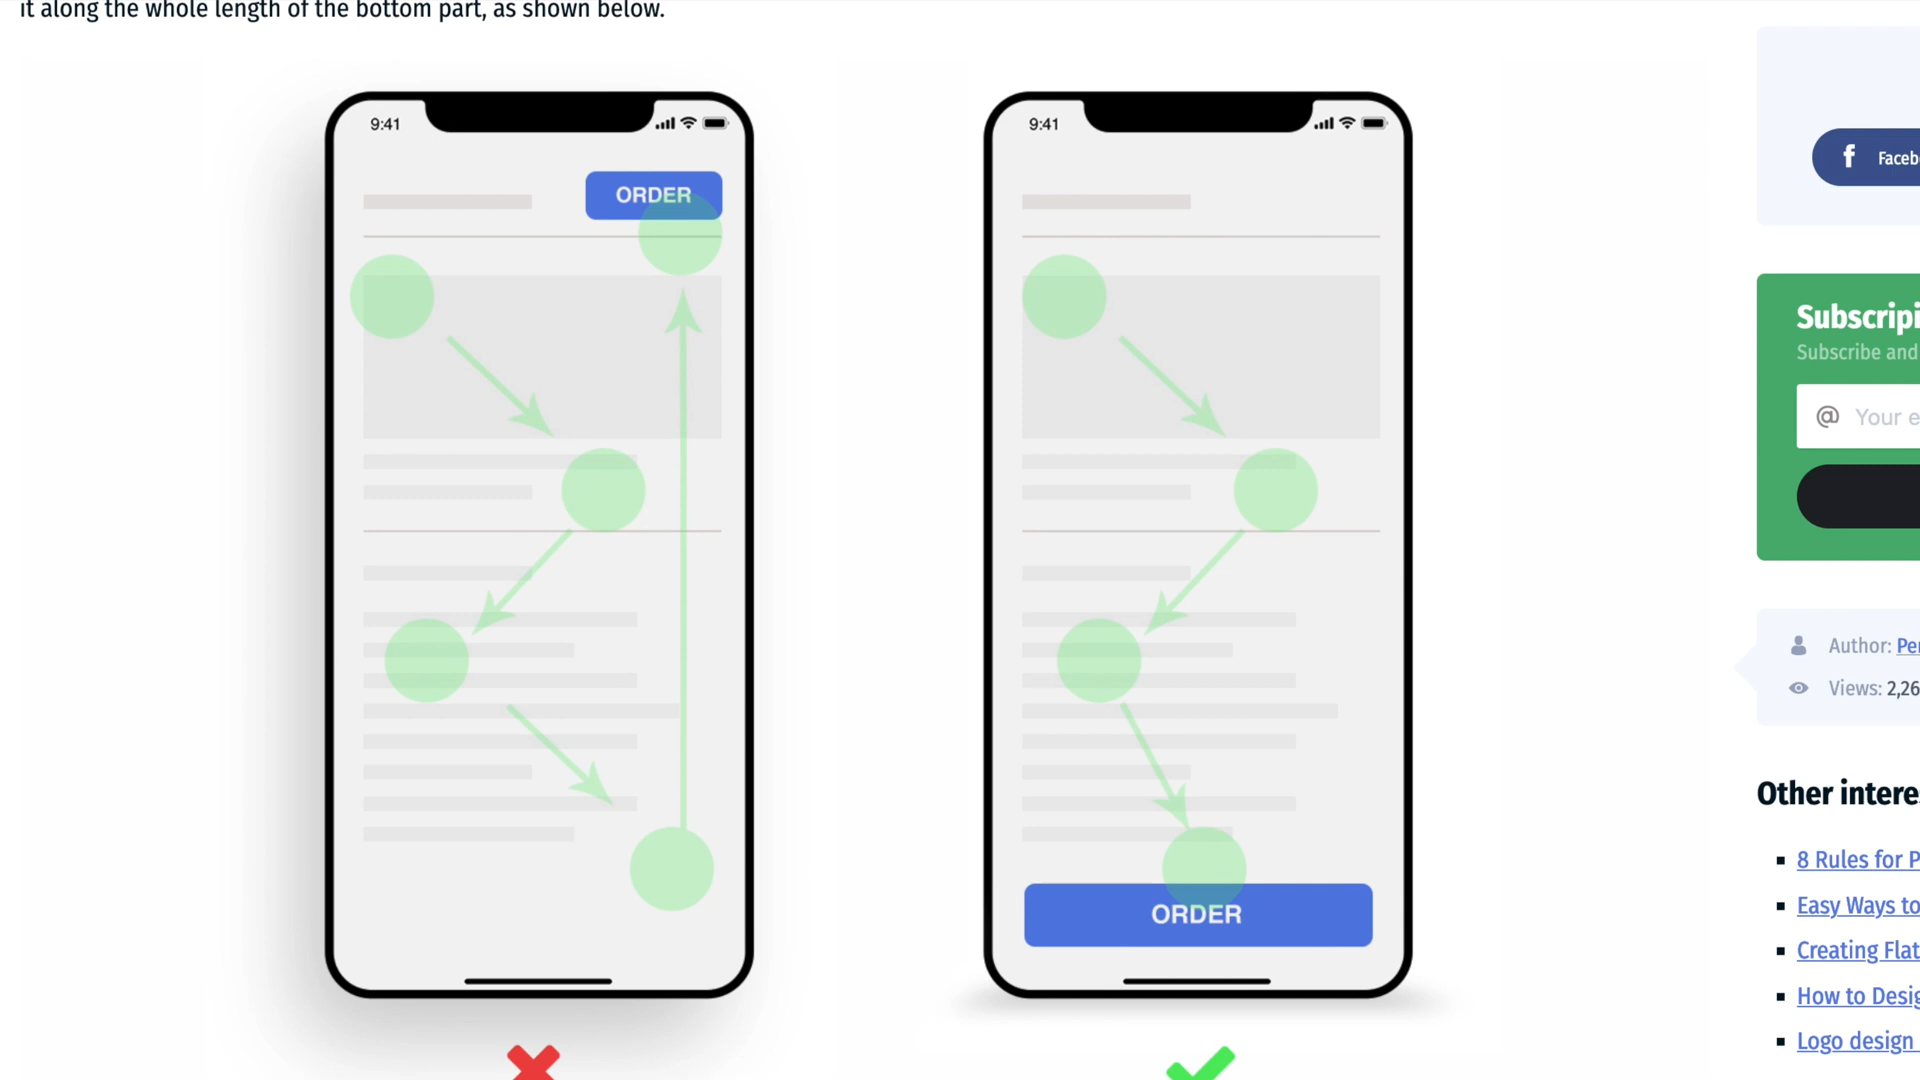 it along the whole length of the bottom part, as shown below.
9:41
ORDER
9:41
ORDER
Faceb
Subscripi
Subscribe and
@ Your e
Author: Per
Views: 2,26
Other intere
8 Rules for P
Easy Ways to
Creating Flat
How to Desig
Logo design